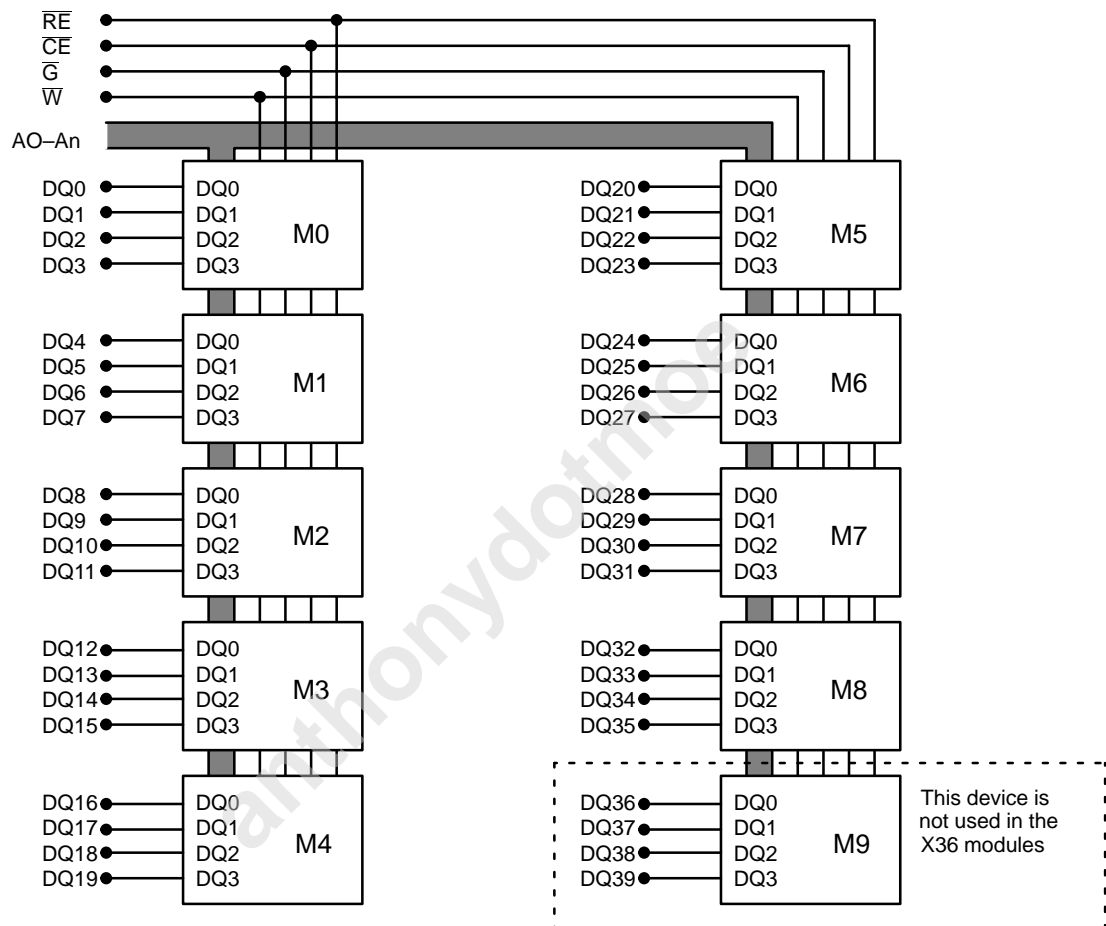 RE
CE
G
W
AO–An
DQ0
DQ1
DQ2
DQ3
DQ0
DQ1
DQ2
DQ3
M0
DQ20
DQ21
DQ22
DQ23
DQ0
DQ1
DQ2
DQ3
M5
DQ4
DQ5
DQ6
DQ7
DQ0
DQ1
DQ2
DQ3
M1
DQ24
DQ25
DQ26
DQ27
DQ0
DQ1
DQ2
DQ3
M6
DQ8
DQ9
DQ10
DQ11
DQ0
DQ1
DQ2
DQ3
M2
DQ28
DQ29
DQ30
DQ31
DQ0
DQ1
DQ2
DQ3
M7
DQ12
DQ13
DQ14
DQ15
DQ0
DQ1
DQ2
DQ3
M3
DQ32
DQ33
DQ34
DQ35
DQ0
DQ1
DQ2
DQ3
M8
DQ16
DQ17
DQ18
DQ19
DQ0
DQ1
DQ2
DQ3
M4
DQ36
DQ37
DQ38
DQ39
DQ0
DQ1
DQ2
DQ3
M9
This device is
not used in the
X36 modules
anthonydotmoe